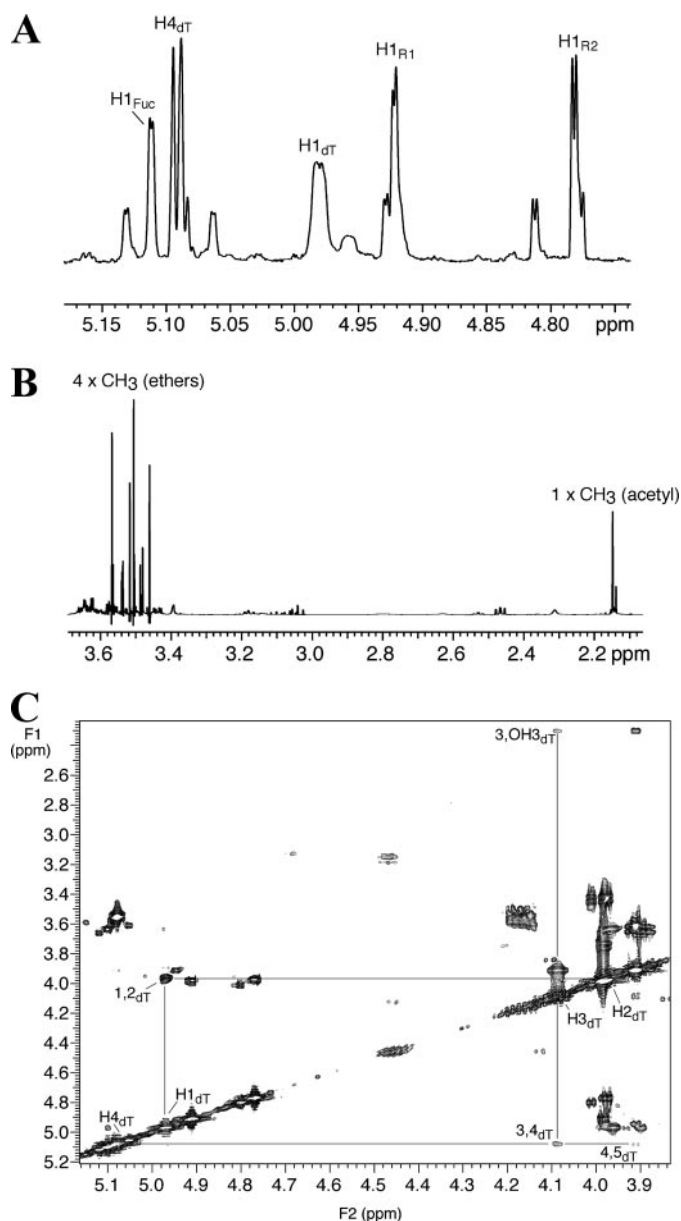 A
H4dT
H1R1
H1R2
H1Fuc
H1dT
5.15 5.10 5.05 5.00 4.95 4.90 4.85 4.80 ppm
B
4 x CH3 (ethers)
1 x CH3 (acetyl)
3.6 3.4 3.2 3.0 2.8 2.6 2.4 2.2 ppm
C
F1
(ppm)
3,OH3dT
2.6
2.8
3.0
3.2
3.4
3.6
3.8
4.0
1,2dT
4.2
H3dT
H2dT
4.4
4.6
4.8
H1dT
H4dT
5.0
3,4dT
4,5dT
5.2
5.1 5.0 4.9 4.8 4.7 4.6 4.5 4.4 4.3 4.2 4.1 4.0 3.9
F2 (ppm)